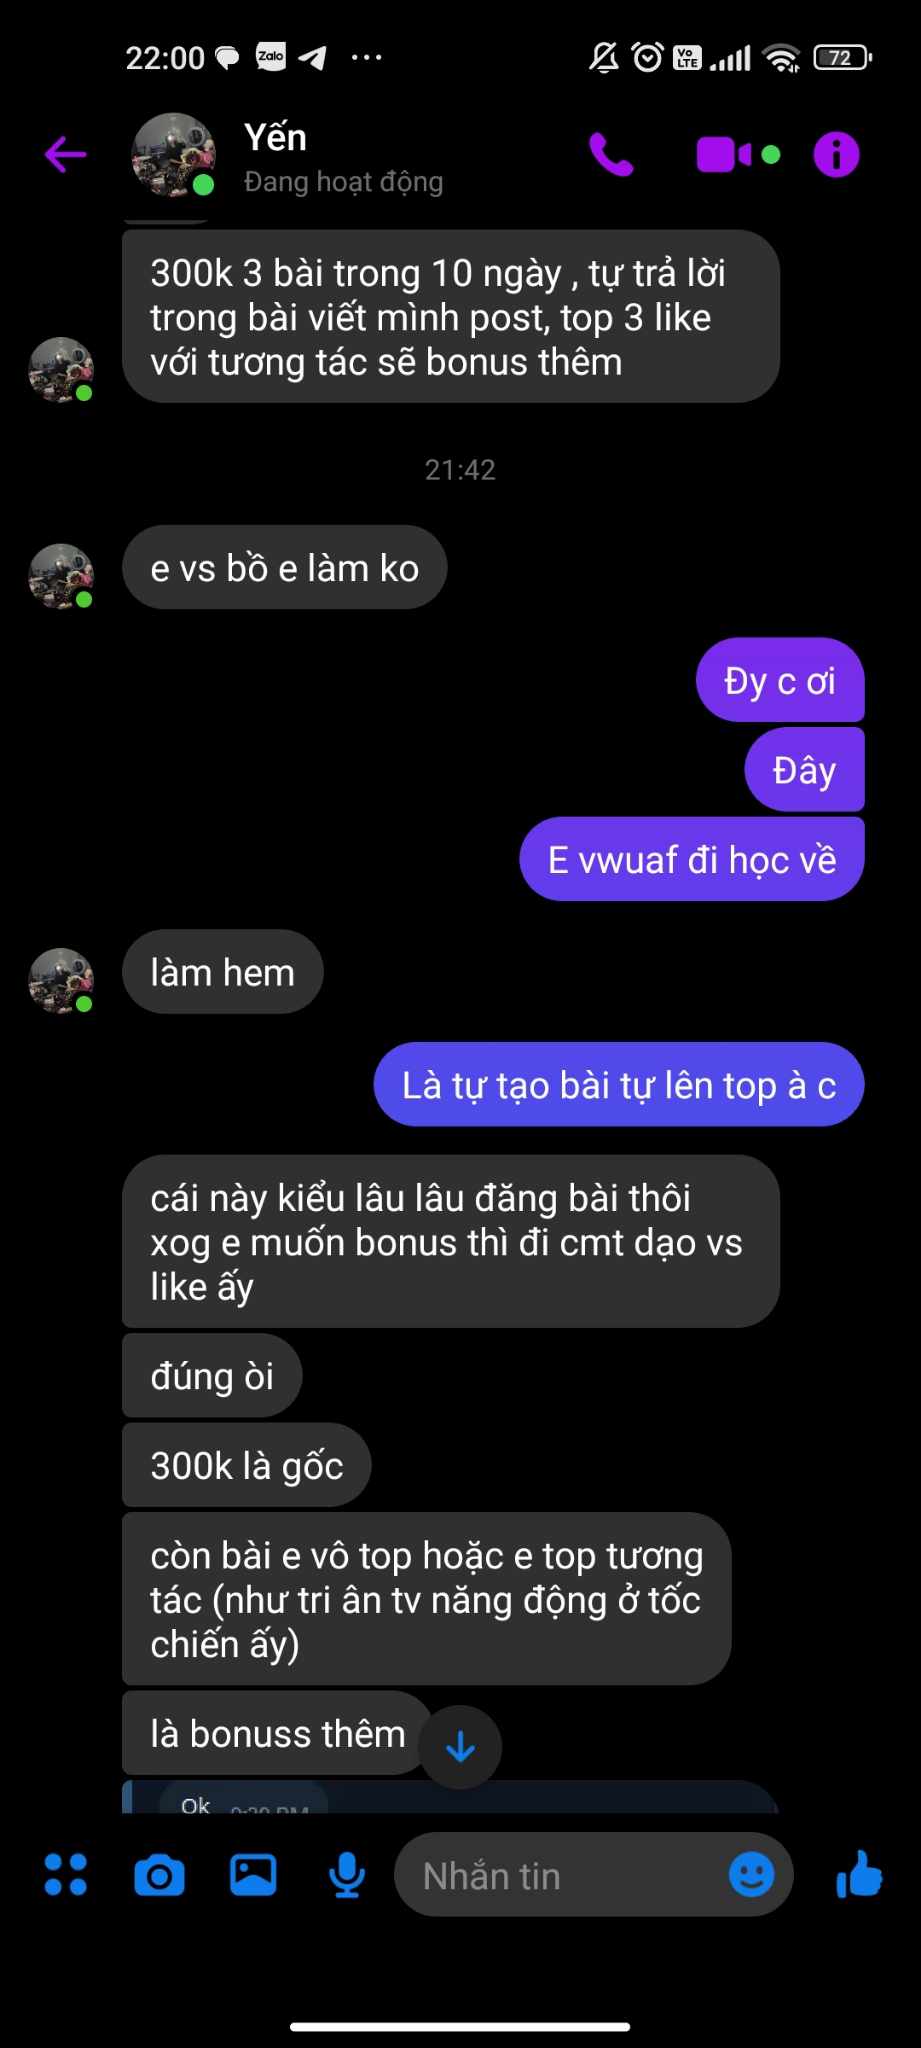 22:00 Zalo ... Vo LTE 72
Yến
Đang hoạt động
300k 3 bài trong 10 ngày , tự trả lời
trong bài viết mình post, top 3 like
với tương tác sẽ bonus thêm
21:42
e vs bồ e làm ko
Đy c ơi
Đây
E vwuaf đi học về
làm hem
Là tự tạo bài tự lên top à c
cái này kiểu lâu lâu đăng bài thôi
xog e muốn bonus thì đi cmt dạo vs
like ấy
đúng òi
300k là gốc
còn bài e vô top hoặc e top tương
tác (như tri ân tv năng động ở tốc
chiến ấy)
là bonuss thêm
Ok
Nhắn tin